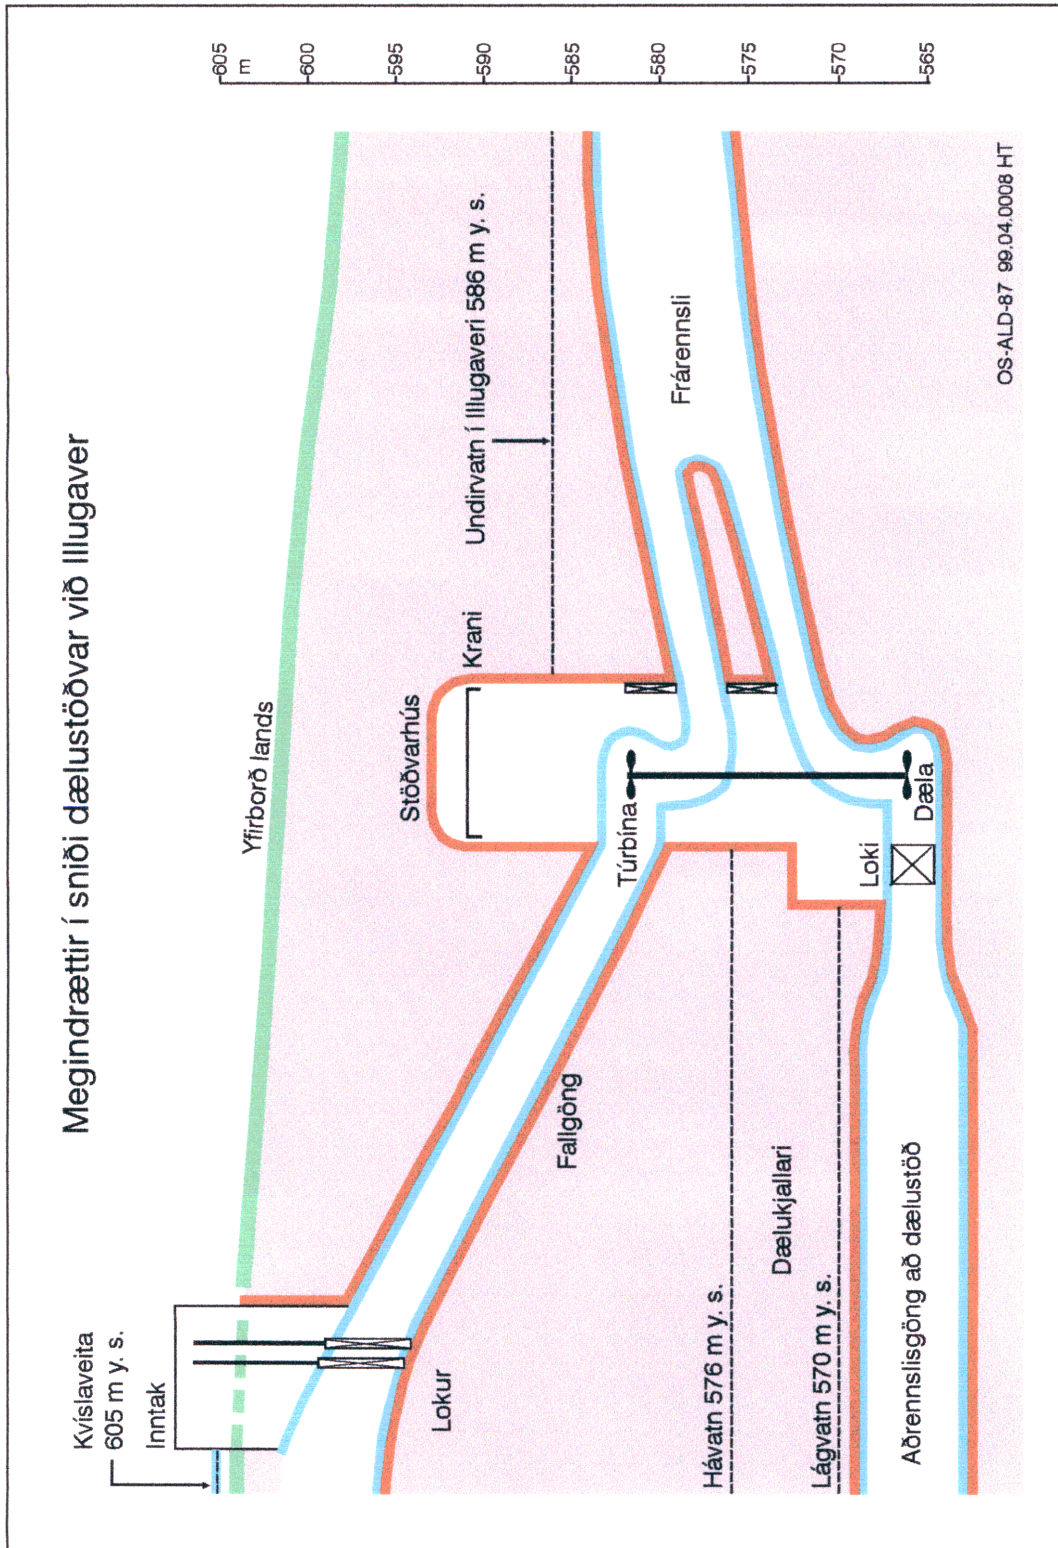 Megindrættir í sniði dælustöðvar við Illugaver
Kvíslaveita
605 m y. s.
Inntak
Yfirborð lands
Stöðvarhús
Krani
Undirvatn í Illugaveri 586 m y. s.
Lokur
Fallgöng
Túrbína
Frárennsli
Hávatn 576 m y. s.
Dælukjallari
Lágvatn 570 m y. s.
Loki
Dæla
Aðrennslisgöng að dælustöð
605
m
600
595
590
585
580
575
570
565
OS-ALD-87 99.04.0008 HT